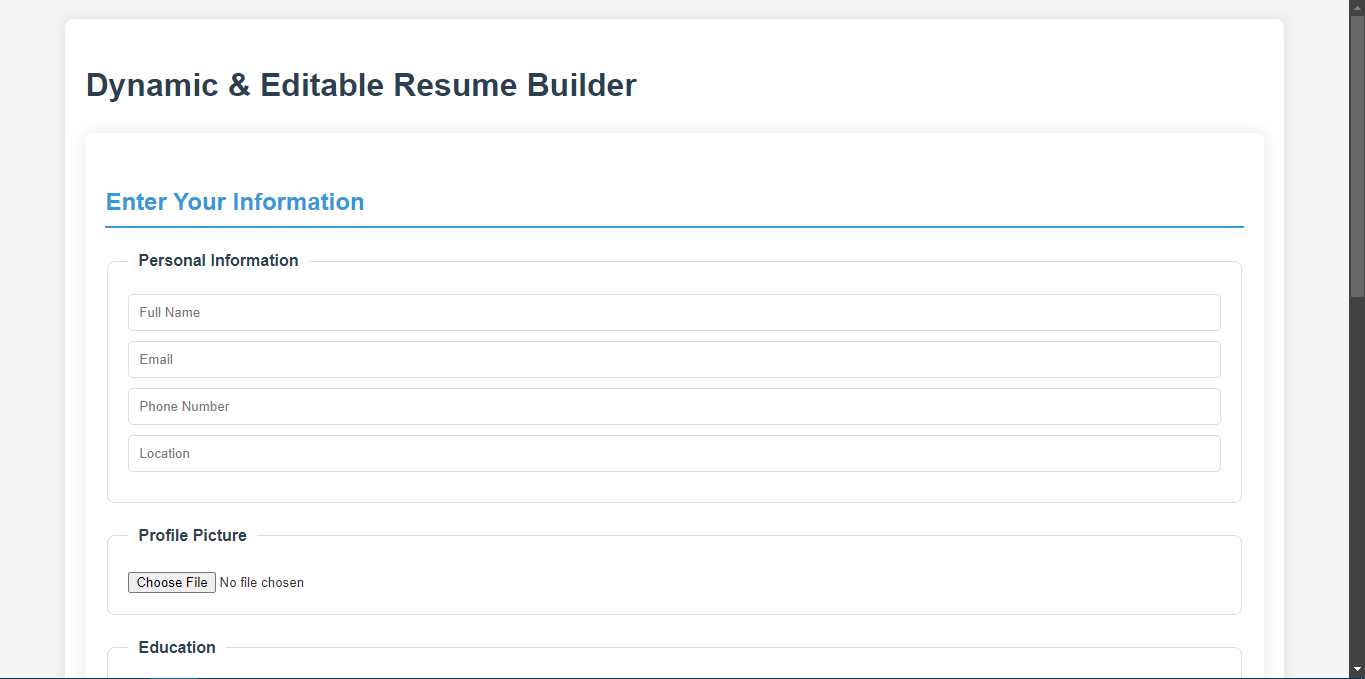 Dynamic & Editable Resume Builder
Enter Your Information
Personal Information
Full Name
Email
Phone Number
Location
Profile Picture
Choose File No file chosen
Education